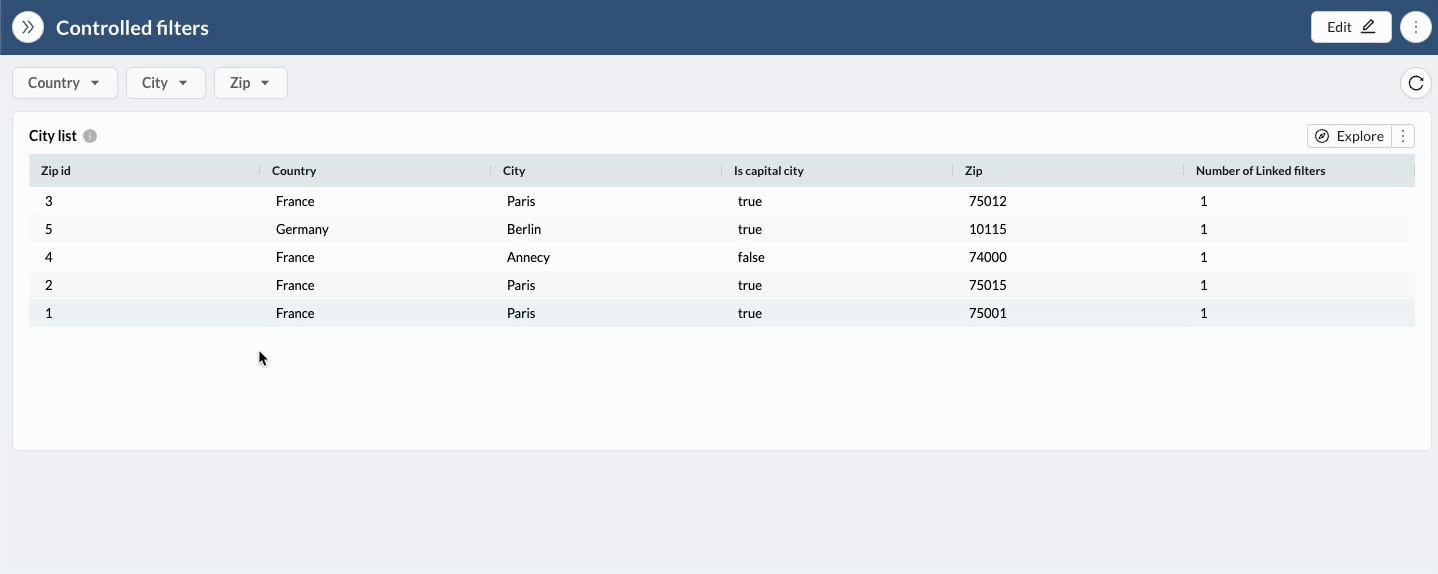 Controlled filters
Edit
Country City Zip
City list
Explore
Zip id Country City Is capital city Zip Number of Linked filters
3 France Paris true 75012 1
5 Germany Berlin true 10115 1
4 France Annecy false 74000 1
2 France Paris true 75015 1
1 France Paris true 75001 1